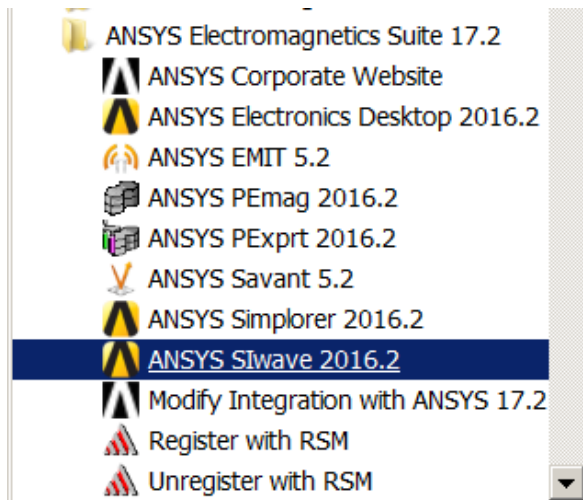 ANSYS Electromagnetics Suite 17.2
ANSYS Corporate Website
ANSYS Electronics Desktop 2016.2
ANSYS EMIT 5.2
ANSYS PEmag 2016.2
ANSYS PExprt 2016.2
ANSYS Savant 5.2
ANSYS Simplorer 2016.2
ANSYS SIwave 2016.2
Modify Integration with ANSYS 17.2
Register with RSM
Unregister with RSM